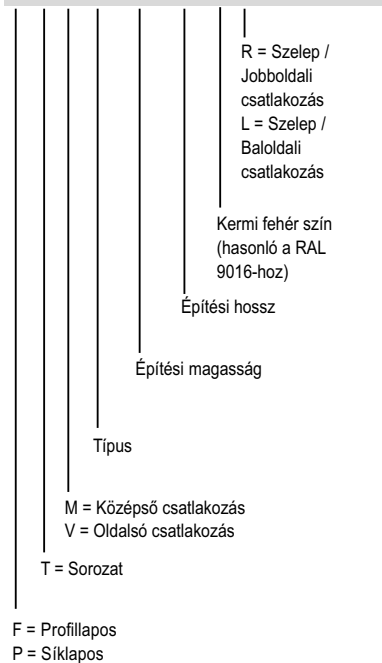 R = Szelep /
Jobboldali
csatlakozás
L = Szelep /
Baloldali
csatlakozás
Kermi fehér szín
(hasonló a RAL
9016-hoz)
Építési hossz
Építési magasság
Típus
M = Középső csatlakozás
V = Oldalsó csatlakozás
T = Sorozat
F = Profillapos
P = Síklapos